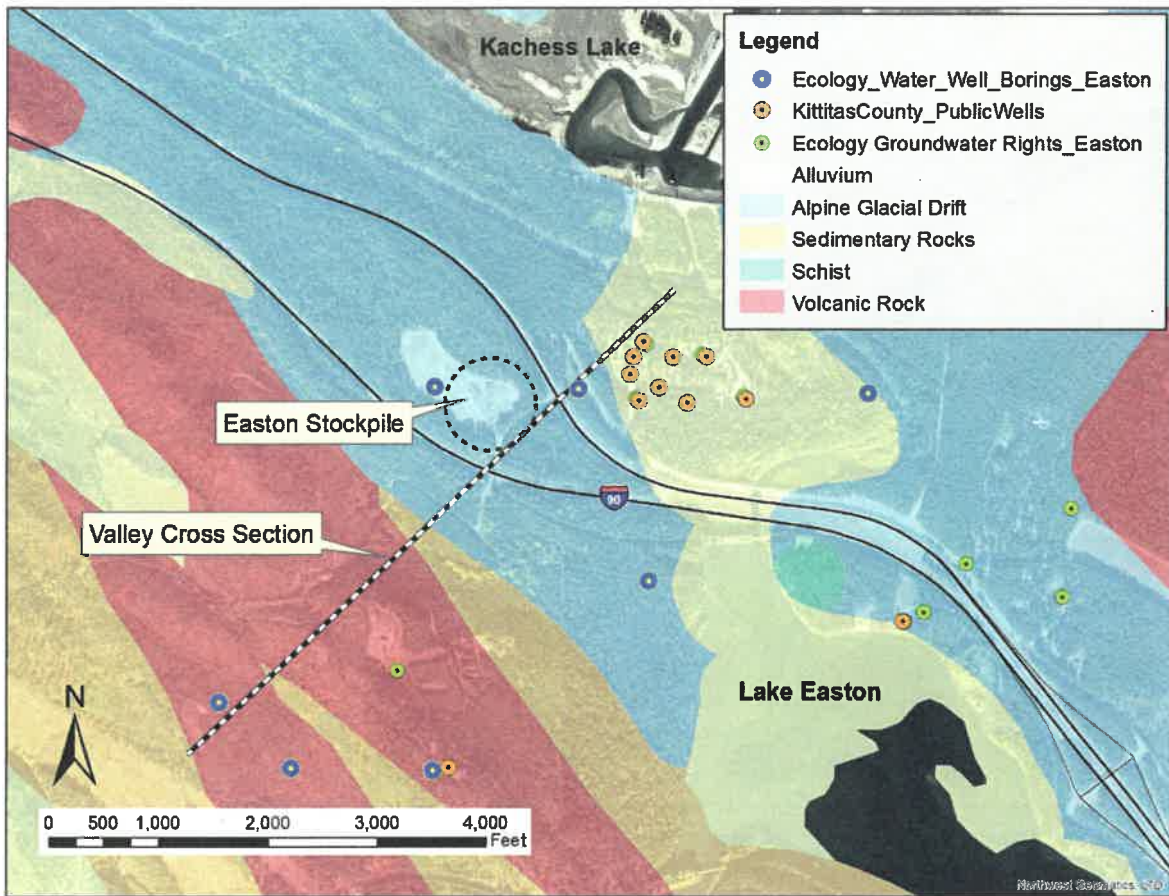 Kachess Lake
Legend
Ecology_Water_Well_Borings_Easton
KittitasCounty_PublicWells
Ecology Groundwater Rights_Easton
Alluvium
Alpine Glacial Drift
Sedimentary Rocks
Schist
Volcanic Rock
Easton Stockpile
90
Valley Cross Section
Lake Easton
N
0 500 1,000 2,000 3,000 4,000
Feet